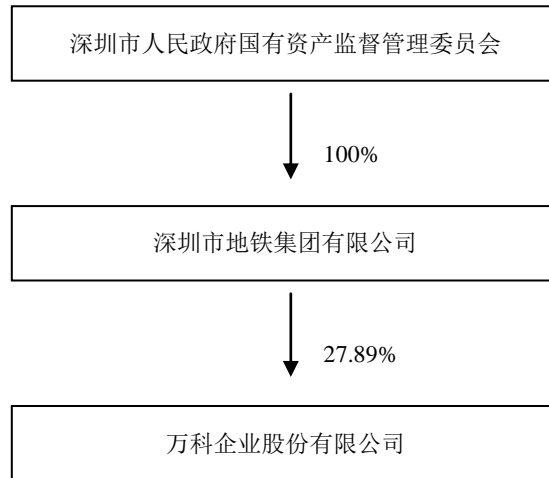 深圳市人民政府国有资产监督管理委员会
100%
深圳市地铁集团有限公司
27.89%
万科企业股份有限公司